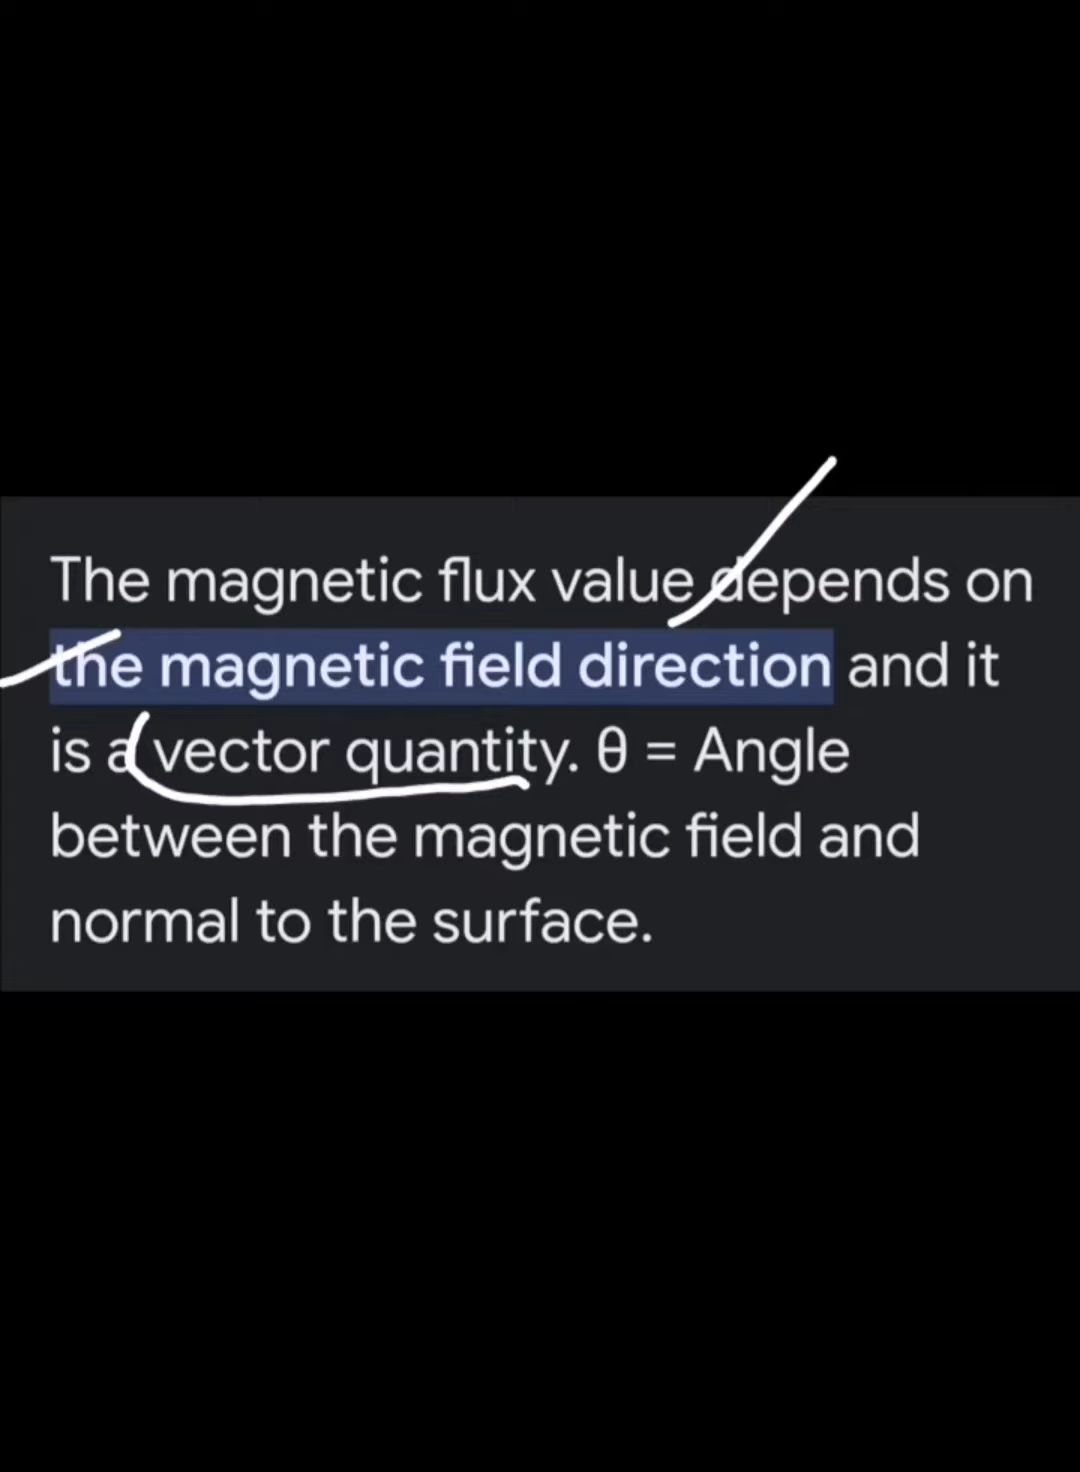 The magnetic flux value depends on
the magnetic field direction and it
is a vector quantity. θ = Angle
between the magnetic field and
normal to the surface.